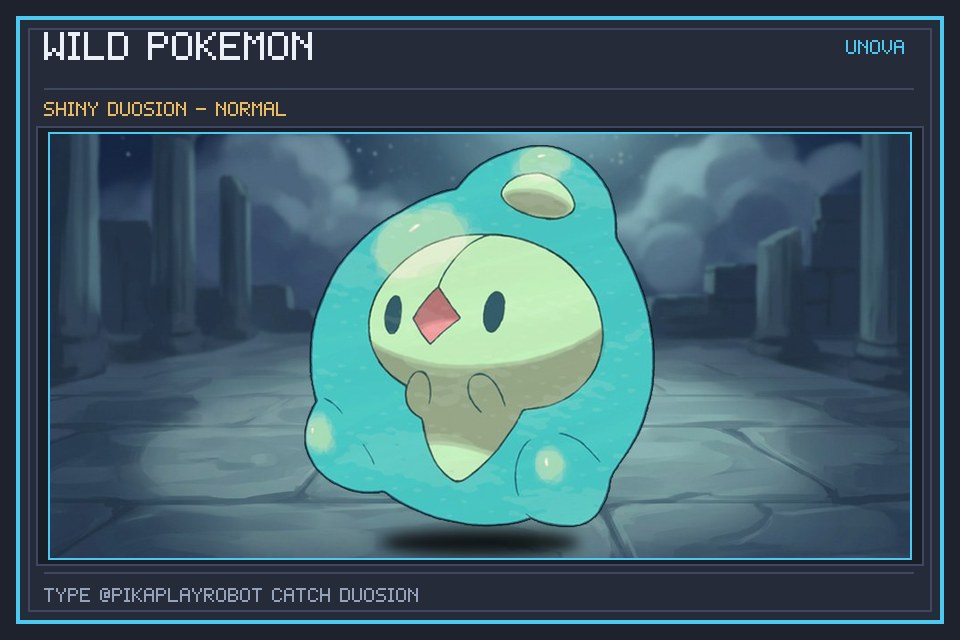 WILD POKEMON
UNOVA
SHINY DUOSION - NORMAL
TYPE @PIKAPLAYROBOT CATCH DUOSION